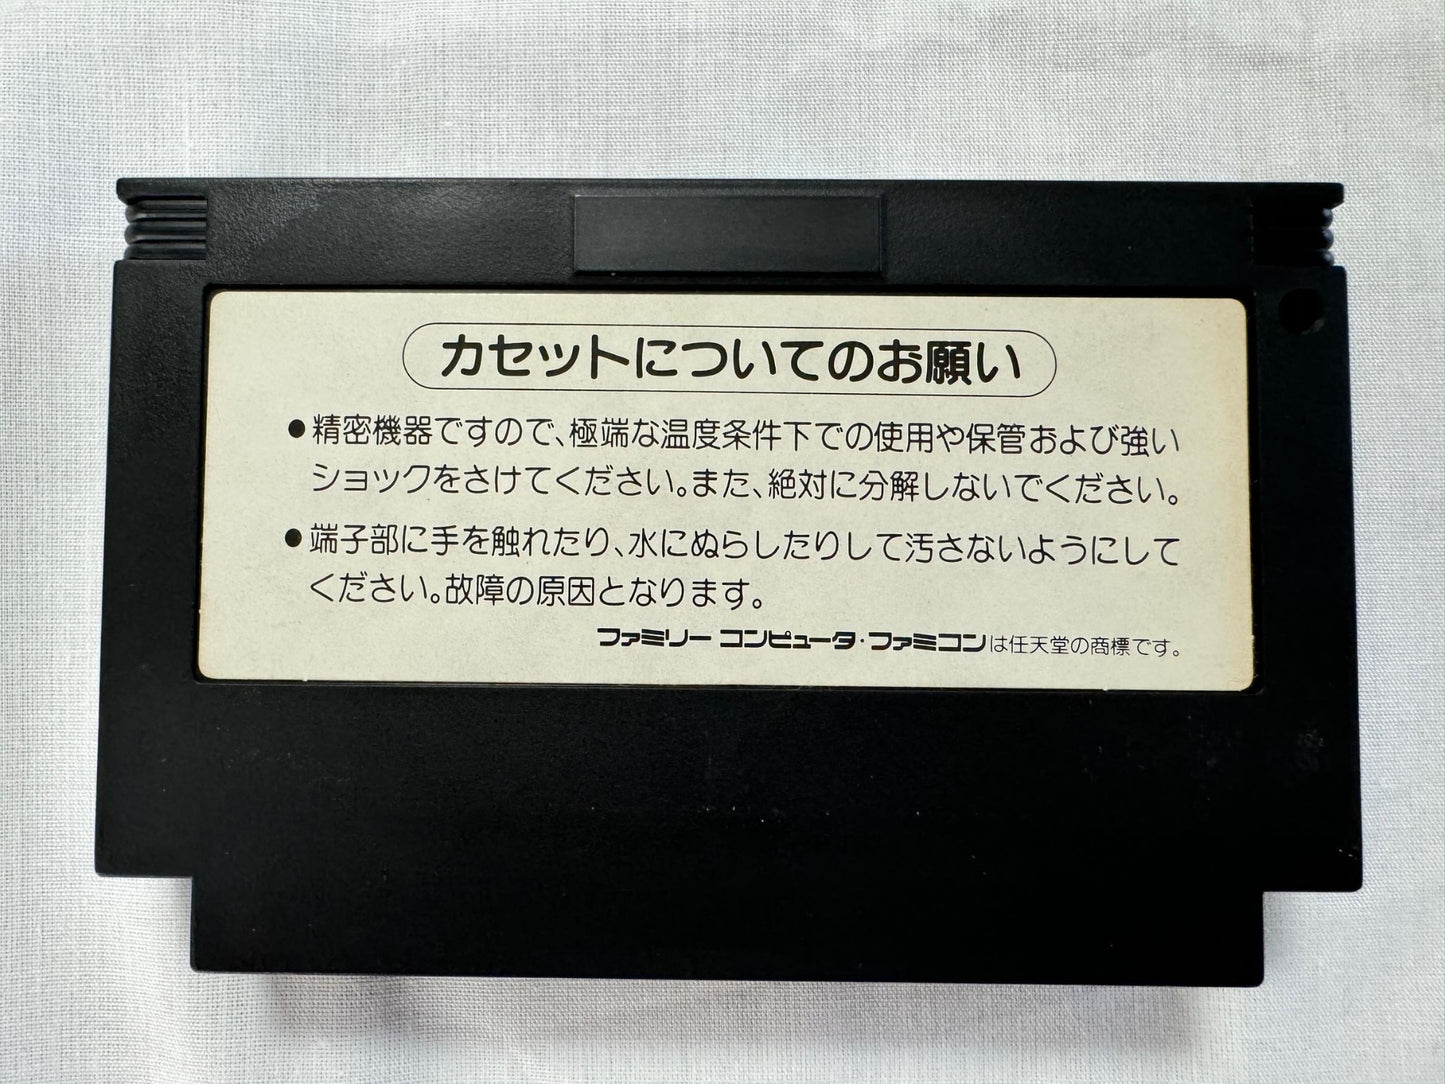 カセットについてのお願い
●精密機器ですので、極端な温度条件下での使用や保管および強い
ショックをさけてください。また、絶対に分解しないでください。
●端子部に手を触れたり、水にぬらしたりして汚さないようにして
ください。故障の原因となります。
ファミリー コンピュータ・ファミコンは任天堂の商標です。